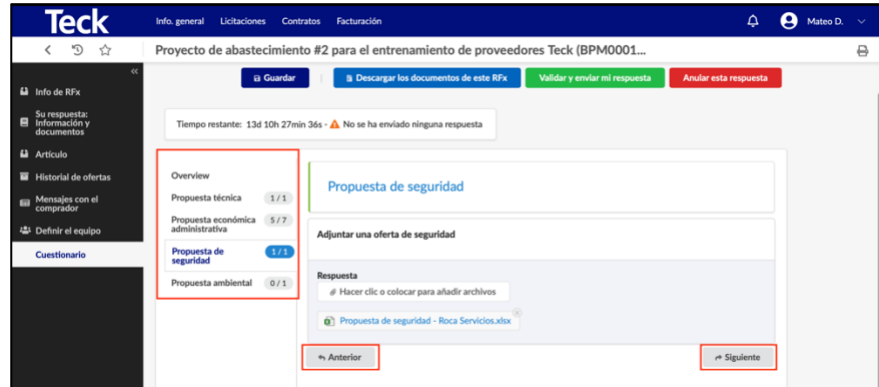 Teck
Info. general Licitaciones Contratos Facturación
Mateo D.
Proyecto de abastecimiento #2 para el entrenamiento de proveedores Teck (BPM0001...
Guardar
Descargar los documentos de este RFx
Validar y enviar mi respuesta
Anular esta respuesta
Info de RFx
Su respuesta:
Información y
documentos
Artículo
Historial de ofertas
Mensajes con el
comprador
Definir el equipo
Cuestionario
Tiempo restante: 13d 10h 27min 36s - No se ha enviado ninguna respuesta
Overview
Propuesta técnica 1/1
Propuesta económica 5/7
administrativa
Propuesta de 1/1
seguridad
Propuesta ambiental 0/1
Propuesta de seguridad
Adjuntar una oferta de seguridad
Respuesta
Hacer clic o colocar para añadir archivos
Propuesta de seguridad - Roca Servicios.xlsx
Anterior
Siguiente